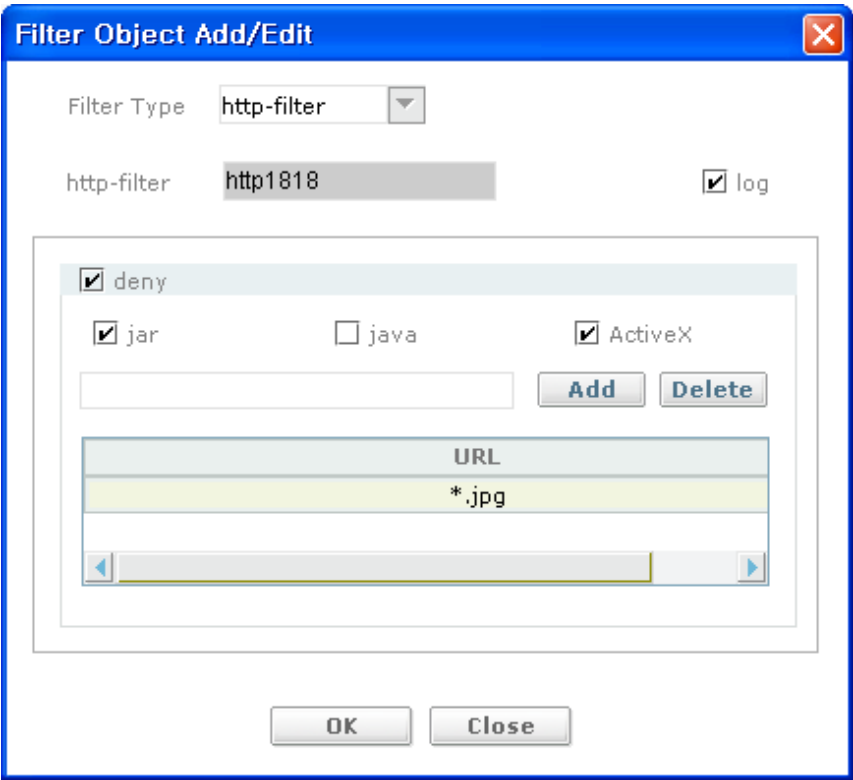 Filter Object Add/Edit
Filter Type http-filter
http-filter http1818 log
deny
jar java ActiveX
Add Delete
URL
*.jpg
OK Close